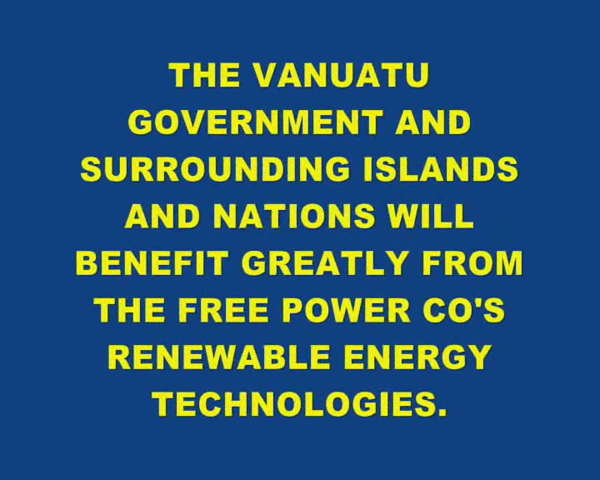 THE VANUATU
GOVERNMENT AND
SURROUNDING ISLANDS
AND NATIONS WILL
BENEFIT GREATLY FROM
THE FREE POWER CO'S
RENEWABLE ENERGY
TECHNOLOGIES.